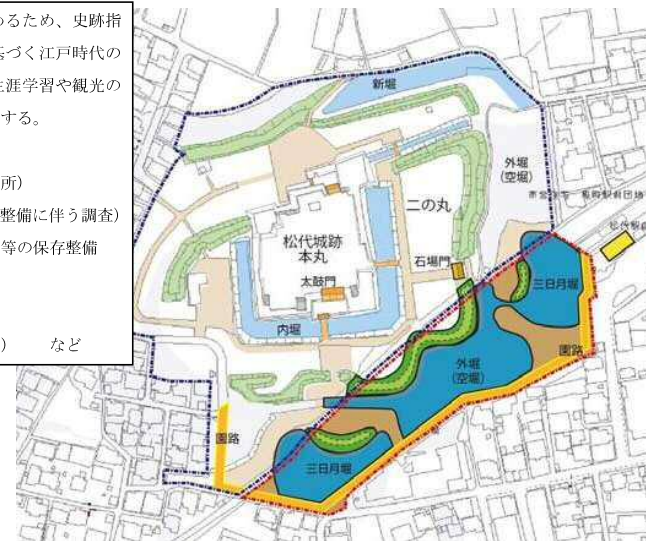 めるため、史跡指
基づく江戸時代の
生涯学習や観光の
する。
所)
整備に伴う調査)
等の保存整備
) など
新堀
外堀
(空堀)
二の丸
松代城跡
本丸
石場門
太鼓門
三日月堀
内堀
外堀
(空堀)
園路
園路
三日月堀